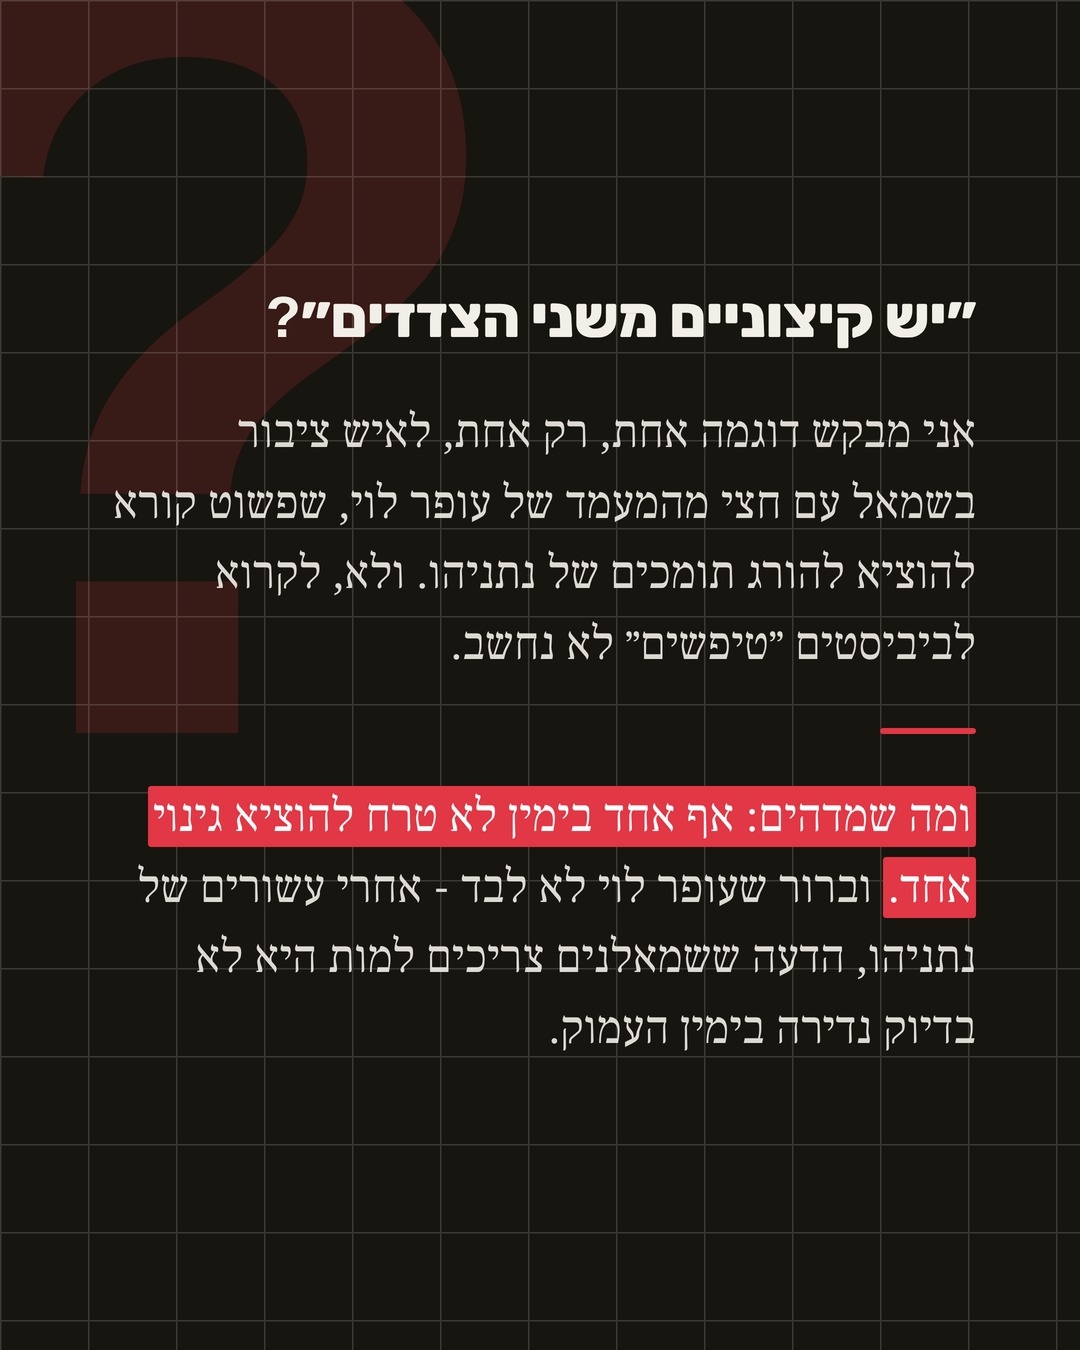 ״יש קיצוניים משני הצדדים״?
אני מבקש דוגמה אחת, רק אחת, לאיש ציבור
בשמאל עם חצי מהמעמד של עופר לוי, שפשוט קורא
להוציא להורג תומכים של נתניהו. ולא, לקרוא
לביביסטים ״טיפשים״ לא נחשב.
ומה שמדהים: אף אחד בימין לא טרח להוציא גינוי
אחד. וברור שעופר לוי לא לבד - אחרי עשורים של
נתניהו, הדעה ששמאלנים צריכים למות היא לא
בדיוק נדירה בימין העמוק.